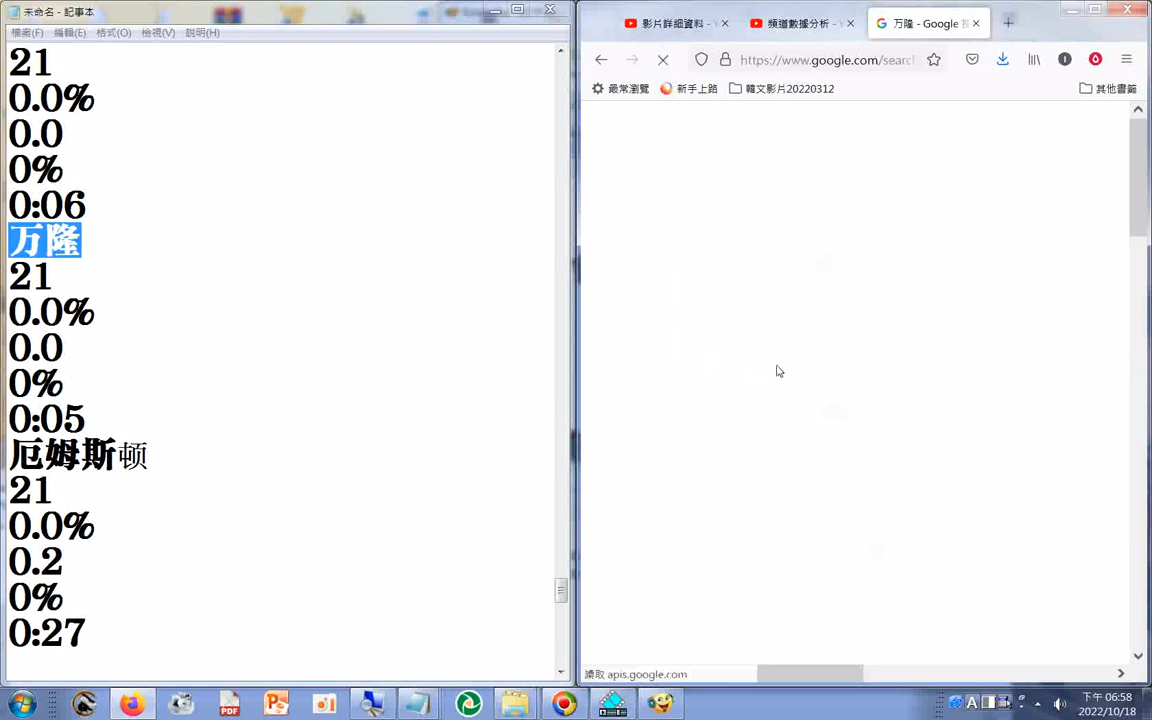 未命名 - 記事本
檔案(F) 編輯(E) 格式(O) 檢視(V) 說明(H)
21
0.0%
0.0
0%
0:06
万隆
21
0.0%
0.0
0%
0:05
厄姆斯顿
21
0.0%
0.2
0%
0:27
影片詳細資料 -
頻道數據分析 -
万隆 - Google
https://www.google.com/searc
最常瀏覽 新手上路 韓文影片20220312 其他書籤
讀取 apis.google.com
PDF
下午 06:58
2022/10/18